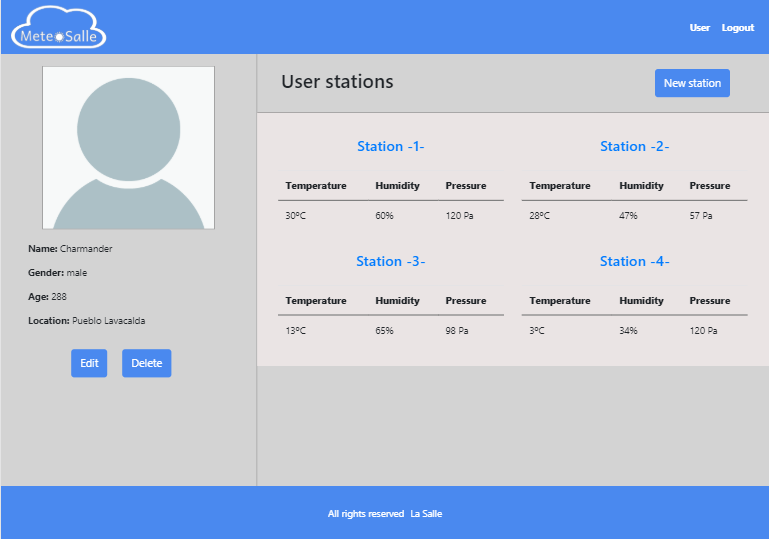 MeteoSalle
User Logout
Name: Charmander
Gender: male
Age: 288
Location: Pueblo Lavacalda
Edit Delete
User stations
New station
Station -1-
Temperature Humidity Pressure
30ºC 60% 120 Pa
Station -2-
Temperature Humidity Pressure
28ºC 47% 57 Pa
Station -3-
Temperature Humidity Pressure
13ºC 65% 98 Pa
Station -4-
Temperature Humidity Pressure
3ºC 34% 120 Pa
All rights reserved La Salle